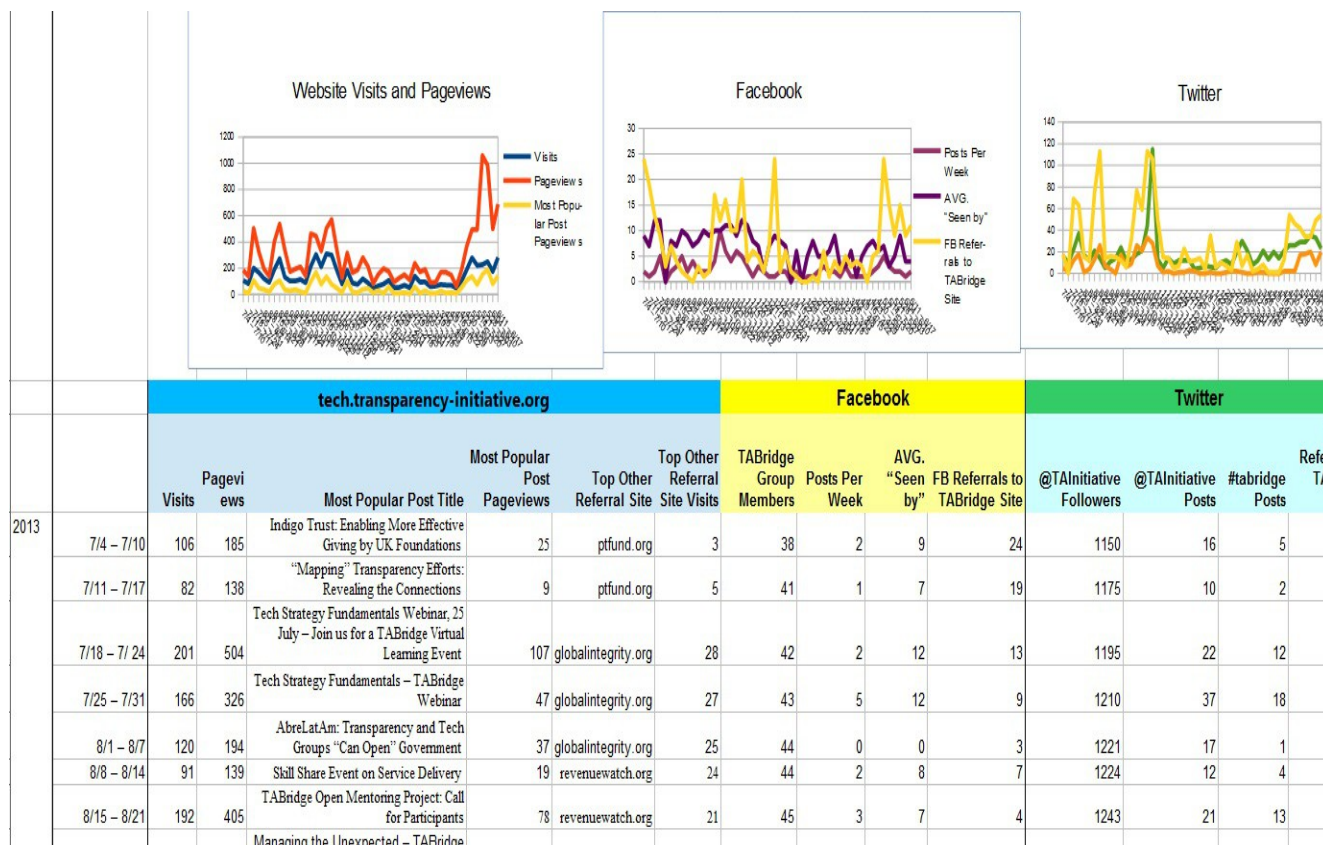 Website Visits and Pageviews
1200
1000
800
600
400
200
0
Visits
Pageviews
Most Popu-
lar Post
Pageviews
Facebook
30
25
20
15
10
5
0
Posts Per
Week
AVG.
"Seen by"
FB Refer-
rals to
TABridge
Site
Twitter
140
120
100
80
60
40
20
0
tech.transparency-initiative.org Facebook Twitter
Visits
Pagevi
ews
Most Popular Post Title
Most Popular
Post
Pageviews
Top Other
Referral Site
Top Other
Referral
Site Visits
TABridge
Group
Members
Posts Per
Week
AVG.
"Seen
by"
FB Referrals to
TABridge Site
@TAInitiative
Followers
@TAInitiative
Posts
#tabridge
Posts
Refe
TA
2013
7/4 – 7/10 106 185 Indigo Trust: Enabling More Effective
Giving by UK Foundations 25 ptfund.org 3 38 2 9 24 1150 16 5
7/11 – 7/17 82 138 "Mapping" Transparency Efforts:
Revealing the Connections 9 ptfund.org 5 41 1 7 19 1175 10 2
7/18 – 7/ 24 201 504 Tech Strategy Fundamentals Webinar, 25
July – Join us for a TABridge Virtual
Learning Event 107 globalintegrity.org 28 42 2 12 13 1195 22 12
7/25 – 7/31 166 326 Tech Strategy Fundamentals – TABridge
Webinar 47 globalintegrity.org 27 43 5 12 9 1210 37 18
8/1 – 8/7 120 194 AbreLatAm: Transparency and Tech
Groups "Can Open" Government 37 globalintegrity.org 25 44 0 0 3 1221 17 1
8/8 – 8/14 91 139 Skill Share Event on Service Delivery 19 revenuewatch.org 24 44 2 8 7 1224 12 4
8/15 – 8/21 192 405 TABridge Open Mentoring Project: Call
for Participants 78 revenuewatch.org 21 45 3 7 4 1243 21 13
Managing the Unexpected – TABridge